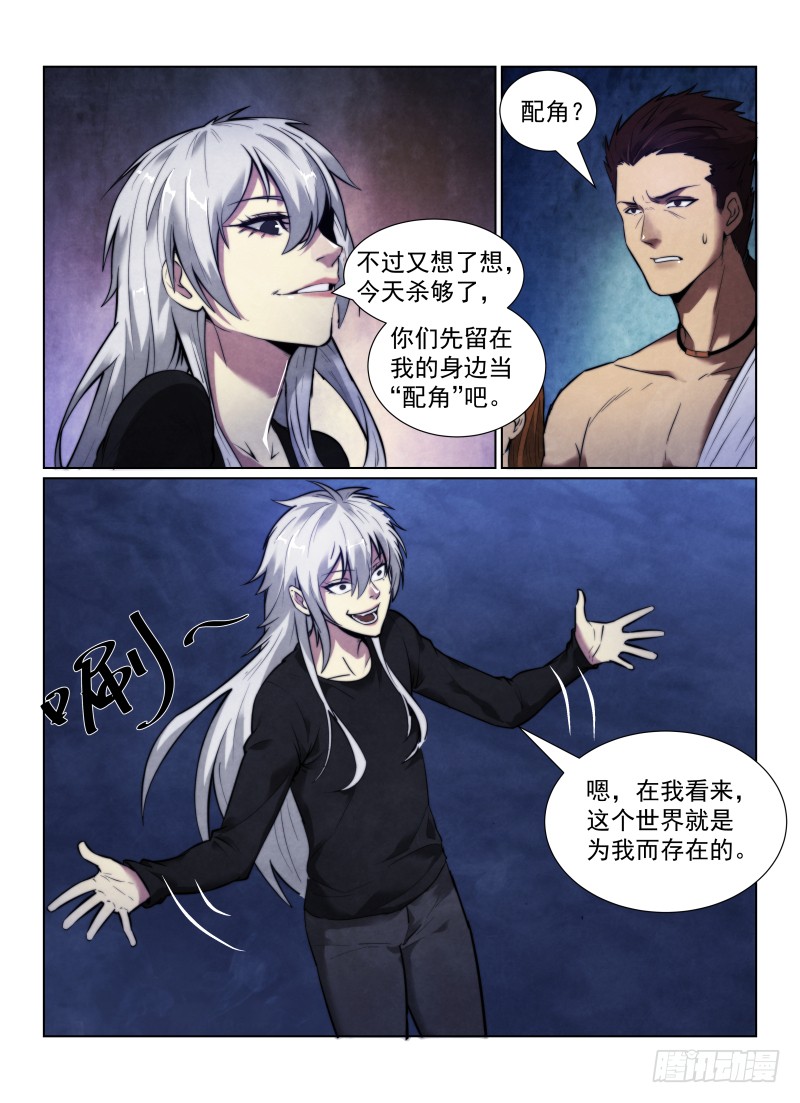 不过又想了想，
今天杀够了，
你们先留在
我的身边当
“配角”吧。
配角？
唰～
嗯，在我看来，
这个世界就是
为我而存在的。
腾讯动漫